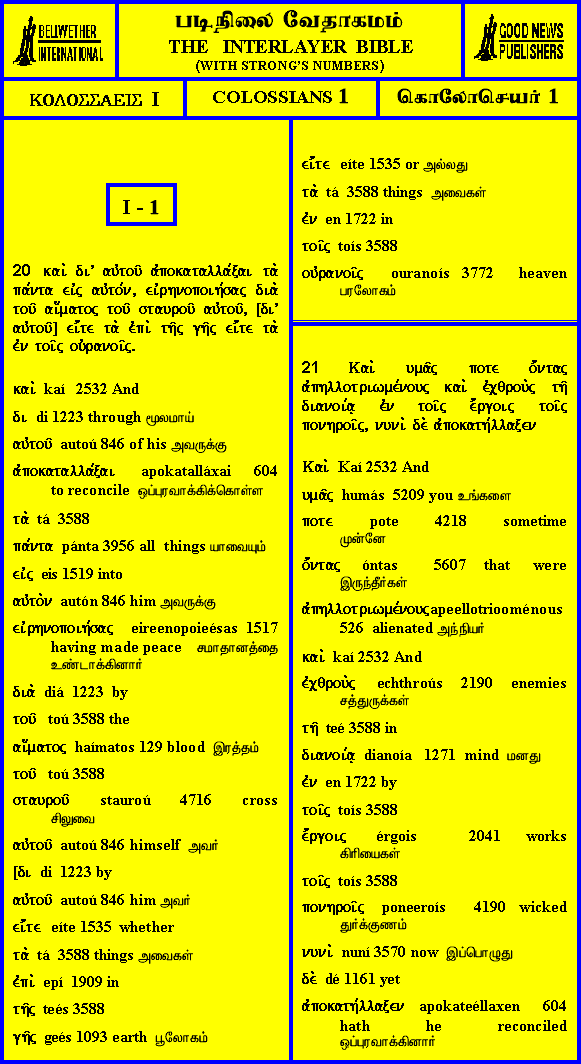 BELLWETHER
INTERNATIONAL
படிநிலை வேதாகமம்
THE INTERLAYER BIBLE
(WITH STRONG'S NUMBERS)
GOOD NEWS
PUBLISHERS
ΚΟΛΟΣΣΑΕΙΣ I
COLOSSIANS 1
கொலோசெயர் 1
I - 1
20 καὶ δι' αὐτοῦ ἀποκαταλλάξαι τὰ
πάντα εἰς αὐτόν, εἰρηνοποιήσας διὰ
τοῦ αἵματος τοῦ σταυροῦ αὐτοῦ, [δι'
αὐτοῦ] εἴτε τὰ ἐπὶ τῆς γῆς εἴτε τὰ
ἐν τοῖς οὐρανοῖς.
καὶ kaí 2532 And
δι di 1223 through மூலமாய்
αὐτοῦ autoú 846 of his அவருக்கு
ἀποκαταλλάξαι apokatalláxai 604
to reconcile ஒப்புரவாக்கிக்கொள்ள
τὰ tá 3588
πάντα pánta 3956 all things யாவையும்
εἰς eis 1519 into
αὐτὸν autón 846 him அவருக்கு
εἰρηνοποιήσας eireenopoieésas 1517
having made peace சமாதானத்தை
உண்டாக்கினார்
διὰ diá 1223 by
τοῦ toú 3588 the
αἵματος haímatos 129 blood இரத்தம்
τοῦ toú 3588
σταυροῦ stauroú 4716 cross
சிலுவை
αὐτοῦ autoú 846 himself அவர்
[δι di 1223 by
αὐτοῦ autoú 846 him அவர்
εἴτε eíte 1535 whether
τὰ tá 3588 things அவைகள்
ἐπὶ epí 1909 in
τῆς teés 3588
γῆς geés 1093 earth பூலோகம்
εἴτε eíte 1535 or அல்லது
τὰ tá 3588 things அவைகள்
ἐν en 1722 in
τοῖς toís 3588
οὐρανοῖς ouranoís 3772 heaven
பரலோகம்
21 Καὶ υμᾶς ποτε ὄντας
ἀπηλλοτριωμένους καὶ ἐχθροὺς τῇ
διανοίᾳ ἐν τοῖς ἔργοις τοῖς
πονηροῖς, νυνὶ δὲ ἀποκατήλλαξεν
Καὶ Kaí 2532 And
υμᾶς humás 5209 you உங்களை
ποτε pote 4218 sometime
முன்னே
ὄντας óntas 5607 that were
இருந்தீர்கள்
ἀπηλλοτριωμένους apeellotriooménous
526 alienated அந்நியர்
καὶ kaí 2532 And
ἐχθροὺς echthroús 2190 enemies
சத்துருக்கள்
τῇ teé 3588 in
διανοίᾳ dianoía 1271 mind மனது
ἐν en 1722 by
τοῖς toís 3588
ἔργοις érgois 2041 works
கிரியைகள்
τοῖς toís 3588
πονηροῖς poneeroís 4190 wicked
துர்க்குணம்
νυνὶ nuní 3570 now இப்பொழுது
δὲ dé 1161 yet
ἀποκατήλλαξεν apokateéllaxen 604
hath he reconciled
ஒப்புரவாக்கினார்